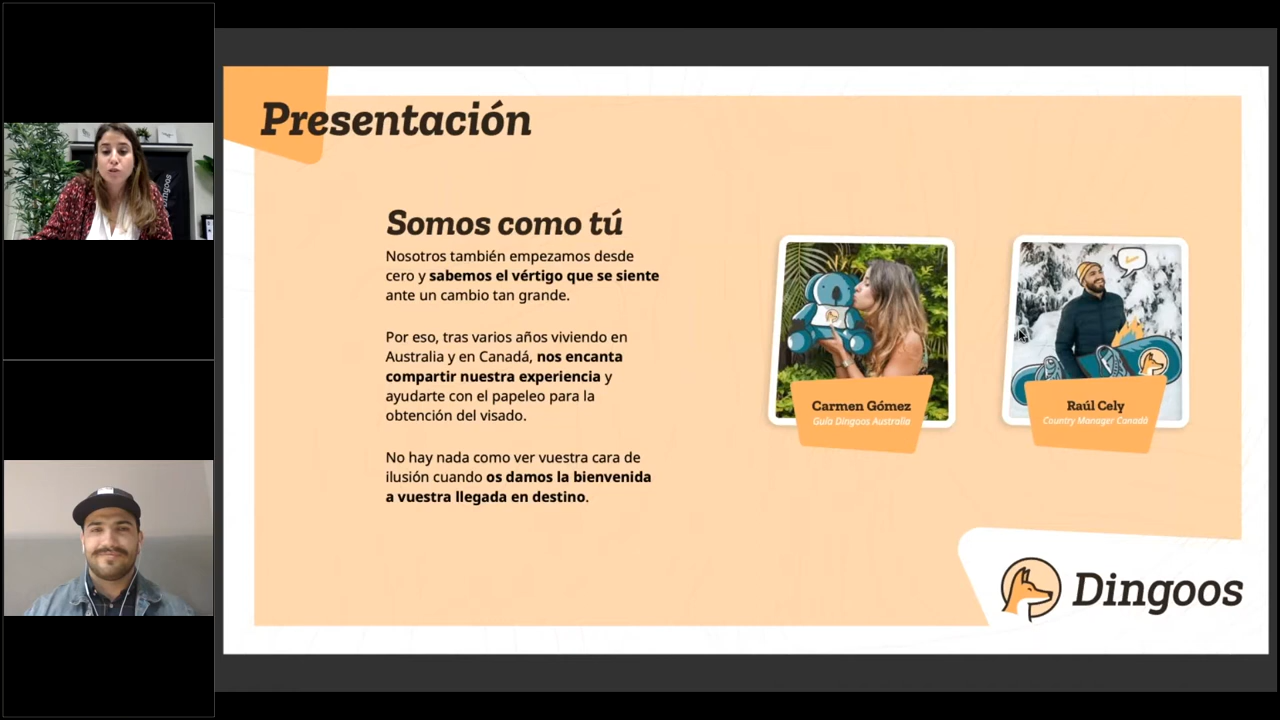 Presentación
Somos como tú
Nosotros también empezamos desde
cero y sabemos el vértigo que se siente
ante un cambio tan grande.
Por eso, tras varios años viviendo en
Australia y en Canadá, nos encanta
compartir nuestra experiencia y
ayudarte con el papeleo para la
obtención del visado.
No hay nada como ver vuestra cara de
ilusión cuando os damos la bienvenida
a vuestra llegada en destino.
Carmen Gómez
Guía Dingoos Australia
Raúl Cely
Country Manager Canadá
Dingoos
Dingoos